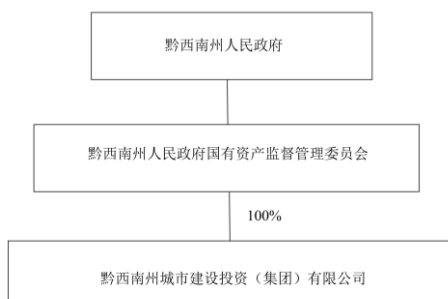 黔西南州人民政府
黔西南州人民政府国有资产监督管理委员会
100%
黔西南州城市建设投资（集团）有限公司